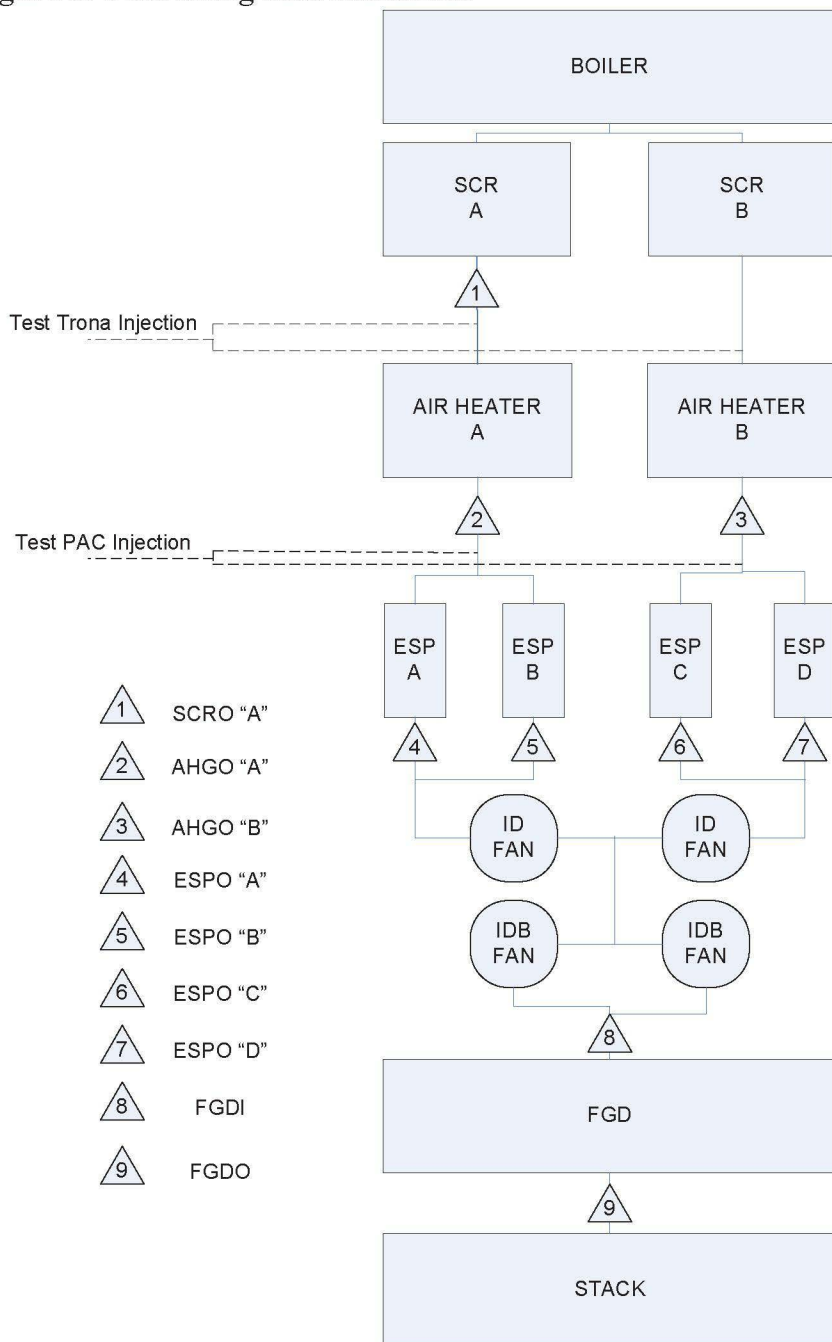 BOILER
SCR
A
SCR
B
1
Test Trona Injection
AIR HEATER
A
AIR HEATER
B
2
3
Test PAC Injection
ESP
A
ESP
B
ESP
C
ESP
D
4
5
6
7
1 SCRO “A”
2 AHGO “A”
3 AHGO “B”
4 ESPO “A”
5 ESPO “B”
6 ESPO “C”
7 ESPO “D”
8 FGDI
9 FGDO
ID
FAN
ID
FAN
IDB
FAN
IDB
FAN
8
FGD
9
STACK